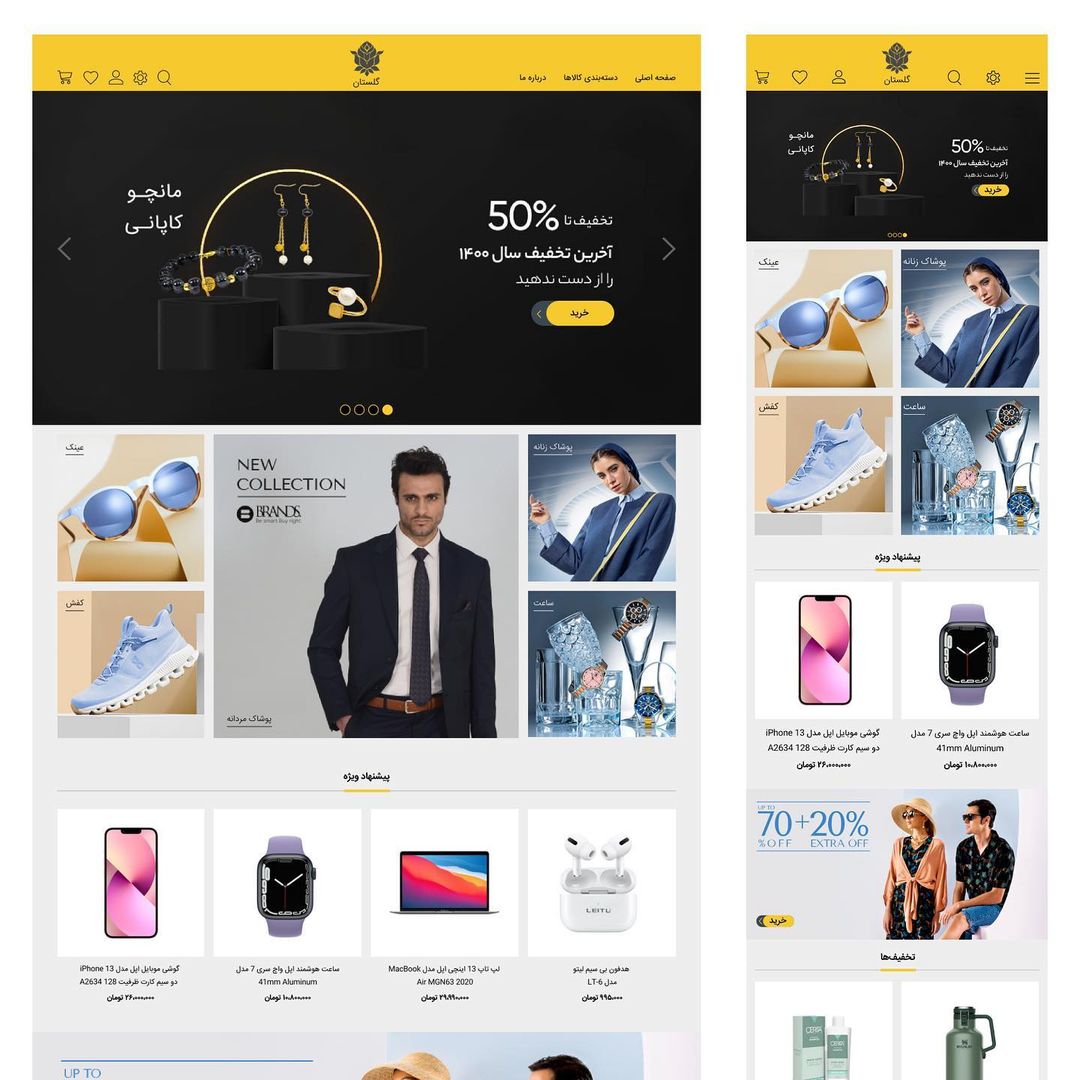 گلستان
صفحه اصلی
دسته‌بندی کالاها
درباره ما
مانچو
کاپانی
تخفیف تا 50%
آخرین تخفیف سال ۱۴۰۰
را از دست ندهید
خرید
عینک
NEW
COLLECTION
BRANDS
Be smart Buy right
پوشاک زنانه
کفش
ساعت
پوشاک مردانه
پیشنهاد ویژه
LEITU
گوشی موبایل اپل مدل iPhone 13
دو سیم کارت ظرفیت A2634 128
۲۶،۰۰۰،۰۰۰ تومان
ساعت هوشمند اپل واچ سری 7 مدل
41mm Aluminum
۱۰،۸۰۰،۰۰۰ تومان
لپ تاپ 13 اینچی اپل مدل MacBook
Air MGN63 2020
۲۹،۹۹۰،۰۰۰ تومان
هدفون بی سیم لیتو
مدل LT-6
۹۹۵،۰۰۰ تومان
UP TO
گلستان
مانچو
کاپانی
تخفیف تا 50%
آخرین تخفیف سال ۱۴۰۰
را از دست ندهید
خرید
عینک
پوشاک زنانه
کفش
ساعت
پیشنهاد ویژه
گوشی موبایل اپل مدل iPhone 13
دو سیم کارت ظرفیت A2634 128
۲۶،۰۰۰،۰۰۰ تومان
ساعت هوشمند اپل واچ سری 7 مدل
41mm Aluminum
۱۰،۸۰۰،۰۰۰ تومان
UP TO
70+20%
%OFF EXTRA OFF
خرید
تخفیف‌ها
STANLEY